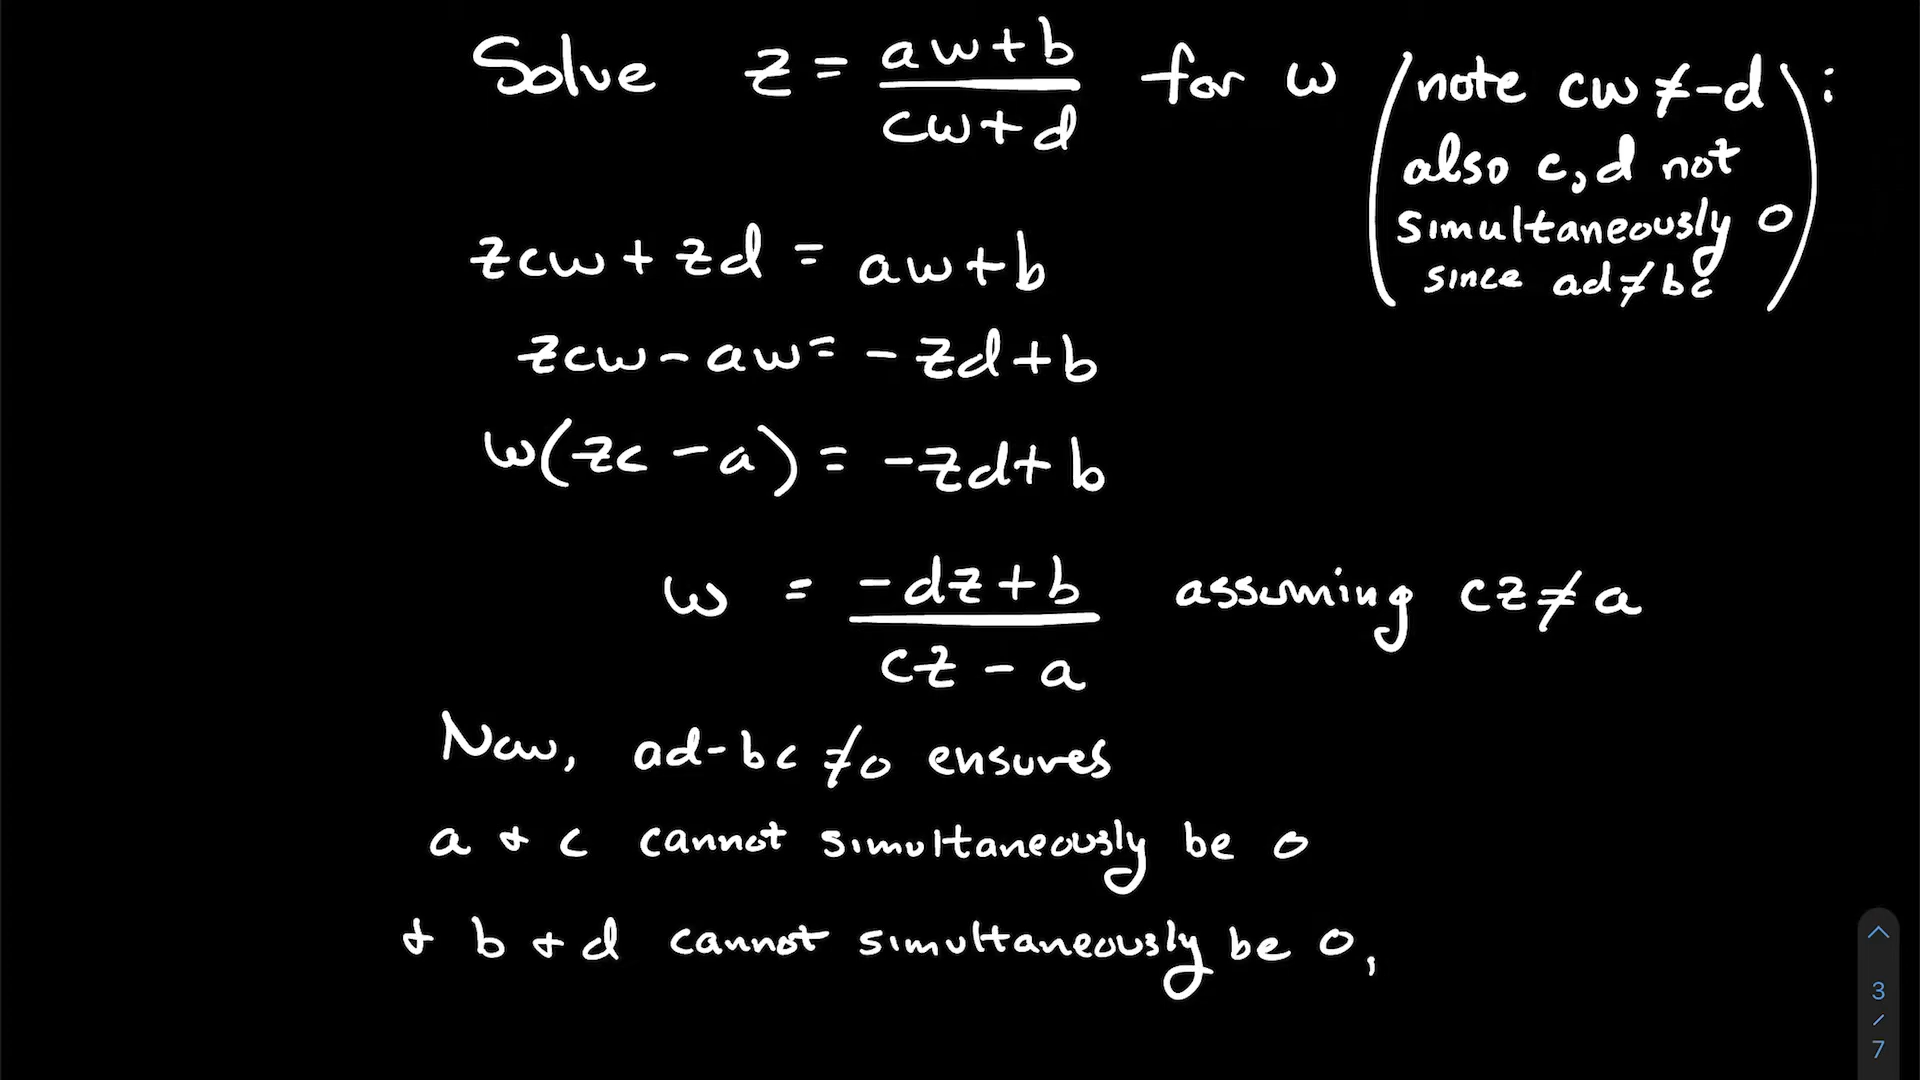 Solve z = aw+b / cw+d for w (note cw ≠ -d):
also c, d not
simultaneously 0
since ad ≠ bc
zcw + zd = aw+b
zcw - aw = - zd + b
w(zc - a) = -zd + b
w = -dz + b / cz - a assuming cz ≠ a
Now, ad-bc ≠ 0 ensures
a & c cannot simultaneously be 0
& b & d cannot simultaneously be 0,
3
/
7